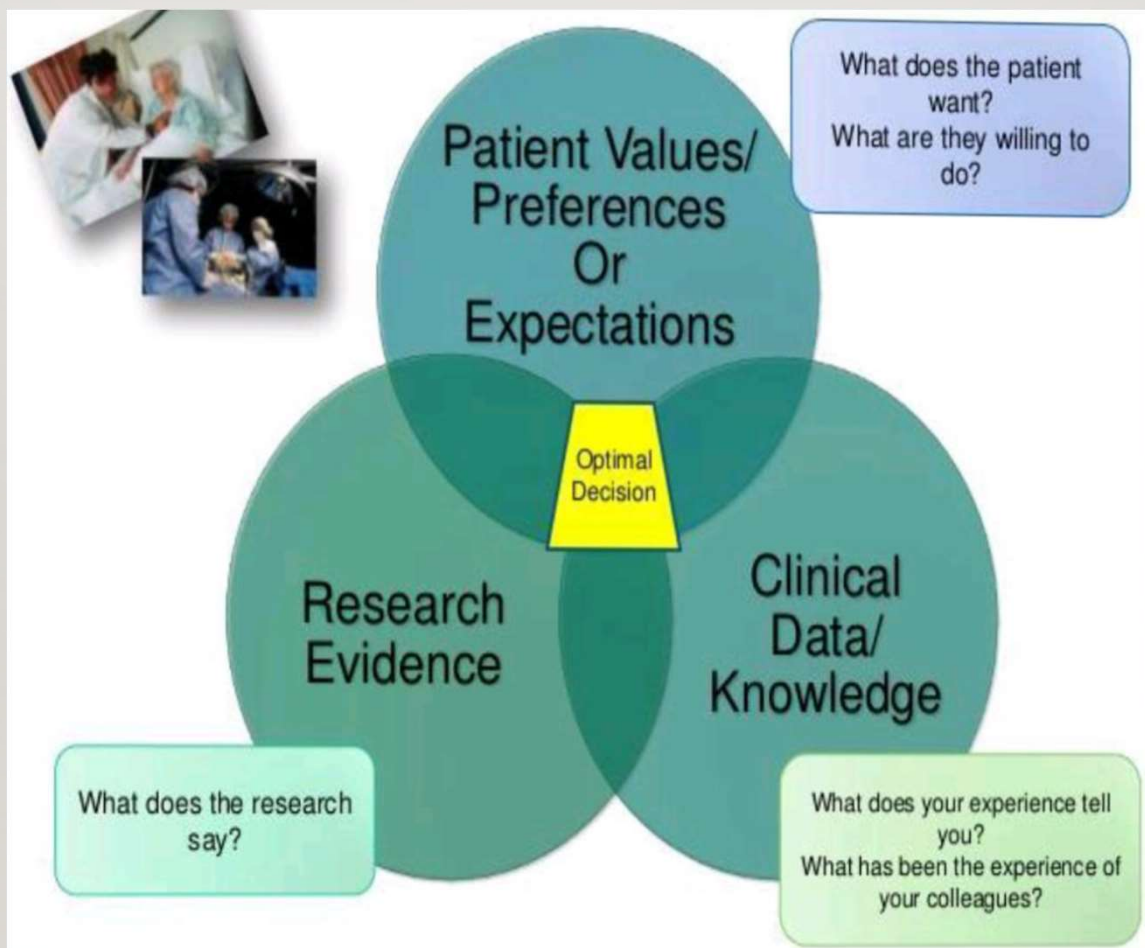 Patient Values/
Preferences
Or
Expectations
What does the patient
want?
What are they willing to
do?
Optimal
Decision
Research
Evidence
Clinical
Data/
Knowledge
What does the research
say?
What does your experience tell
you?
What has been the experience of
your colleagues?